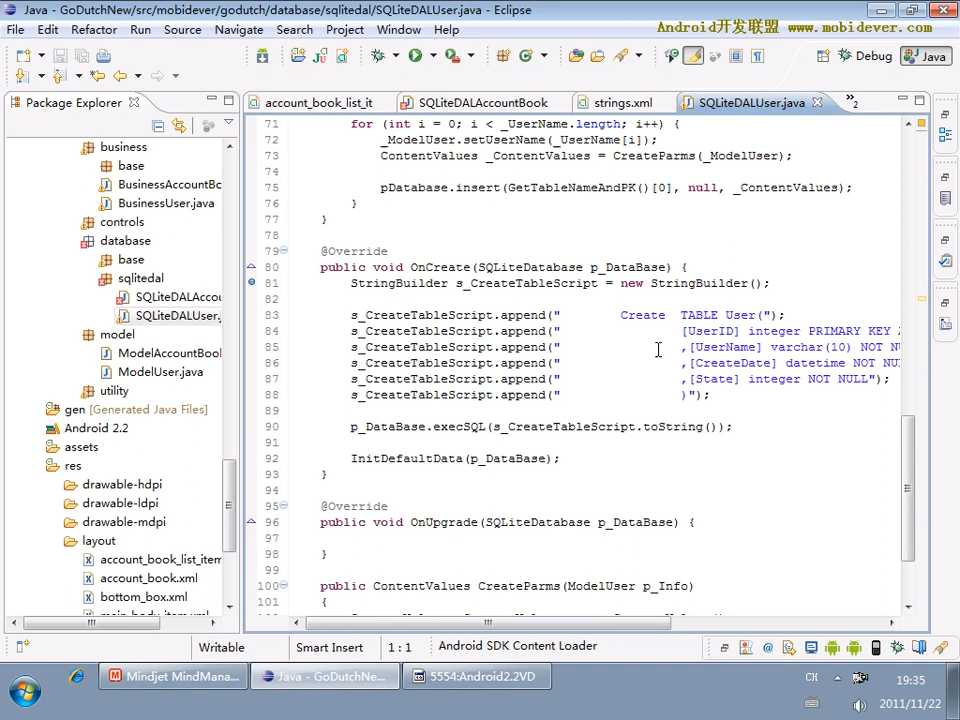 Java - GoDutchNew/src/mobidever/godutch/database/sqlitedal/SQLiteDALUser.java - Eclipse
Android开发联盟 www.mobidever.com
File Edit Refactor Run Source Navigate Search Project Window Help
Debug Java
Package Explorer
account_book_list_it SQLiteDALAccountBook strings.xml SQLiteDALUser.java »2
business
base
BusinessAccountBo
BusinessUser.java
controls
database
base
sqlitedal
SQLiteDALAccou
SQLiteDALUser.
model
ModelAccountBool
ModelUser.java
utility
gen [Generated Java Files]
Android 2.2
assets
res
drawable-hdpi
drawable-ldpi
drawable-mdpi
layout
account_book_list_item
account_book.xml
bottom_box.xml
71 for (int i = 0; i < _UserName.length; i++) {
72 _ModelUser.setUserName(_UserName[i]);
73 ContentValues _ContentValues = CreateParms(_ModelUser);
74
75 pDatabase.insert(GetTableNameAndPK()[0], null, _ContentValues);
76 }
77 }
78
79 @Override
80 public void OnCreate(SQLiteDatabase p_DataBase) {
81 StringBuilder s_CreateTableScript = new StringBuilder();
82
83 s_CreateTableScript.append(" Create TABLE User(");
84 s_CreateTableScript.append(" [UserID] integer PRIMARY KEY
85 s_CreateTableScript.append(" ,[UserName] varchar(10) NOT NU
86 s_CreateTableScript.append(" ,[CreateDate] datetime NOT NUL
87 s_CreateTableScript.append(" ,[State] integer NOT NULL");
88 s_CreateTableScript.append(" )");
89
90 p_DataBase.execSQL(s_CreateTableScript.toString());
91
92 InitDefaultData(p_DataBase);
93 }
94
95 @Override
96 public void OnUpgrade(SQLiteDatabase p_DataBase) {
97
98 }
99
100 public ContentValues CreateParms(ModelUser p_Info)
101 {
Writable Smart Insert 1 : 1 Android SDK Content Loader
Mindjet MindMana... Java - GoDutchNe... 5554:Android2.2VD
CH 19:35
2011/11/22